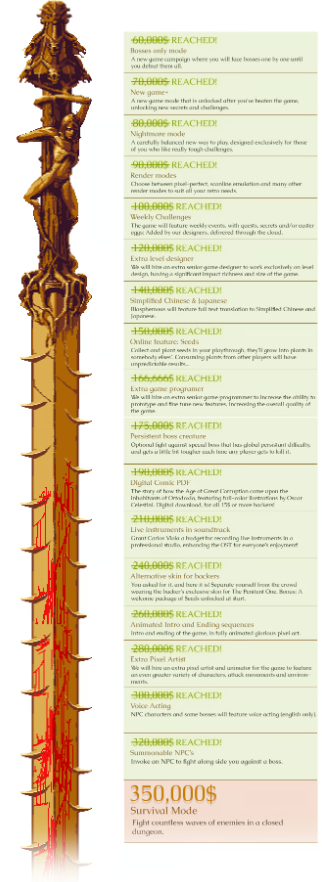 60,000$ REACHED!
Bosses only mode
A new game campaign where you will face bosses one by one until
you defeat them all.
70,000$ REACHED!
New game+
A new game mode that is unlocked after you've beaten the game,
unlocking new secrets and challenges.
80,000$ REACHED!
Nightmare mode
A carefully balanced new way to play, designed exclusively for those
of you who like really tough challenges.
90,000$ REACHED!
Render modes
Choose between pixel-perfect, scanline emulation and many other
render modes to suit all your retro needs.
100,000$ REACHED!
Weekly Challenges
The game will feature weekly events, with quests, secrets and/or easter
eggs. Added by our designers, delivered through the cloud.
120,000$ REACHED!
Extra level designer
We will hire an extra senior game designer to work exclusively on level
design, having a significant impact richness and size of the game.
140,000$ REACHED!
Simplified Chinese & Japanese
Blasphemous will feature full text translation to Simplified Chinese and
Japanese.
150,000$ REACHED!
Online feature: Seeds
Collect and plant seeds in your playthrough, they'll grow into plants in
somebody elses'. Consuming plants from other players will have
unpredictable results...
166,666$ REACHED!
Extra game programer
We will hire an extra senior game programmer to increase the ability to
prototype and fine tune new features, increasing the overall quality of
the game.
175,000$ REACHED!
Persistent boss creature
Optional fight against special boss that has global persistent difficulty,
and gets a little bit tougher each time any player gets to kill it.
190,000$ REACHED!
Digital Comic PDF
The story of how the Age of Great Corruption came upon the
inhabitants of Ortodoxia, featuring full-color illustrations by Oscar
Celestini. Digital download, for all 15$ or more backers!
210,000$ REACHED!
Live instruments in soundtrack
Grant Carlos Viola a budget for recording live instruments in a
professional studio, enhancing the OST for everyone's enjoyment!
240,000$ REACHED!
Alternative skin for backers
You asked for it, and here it is! Separate yourself from the crowd
wearing the backer's exclusive skin for The Penitent One. Bonus: A
welcome package of Seeds unlocked at start.
260,000$ REACHED!
Animated Intro and Ending sequences
Intro and ending of the game, in fully animated glorious pixel art.
280,000$ REACHED!
Extra Pixel Artist
We will hire an extra pixel artist and animator for the game to feature
an even greater variety of characters, attack movements and environ-
ments.
300,000$ REACHED!
Voice Acting
NPC characters and some bosses will feature voice acting (english only).
320,000$ REACHED!
Summonable NPC's
Invoke an NPC to fight along side you against a boss.
350,000$
Survival Mode
Fight countless waves of enemies in a closed
dungeon.